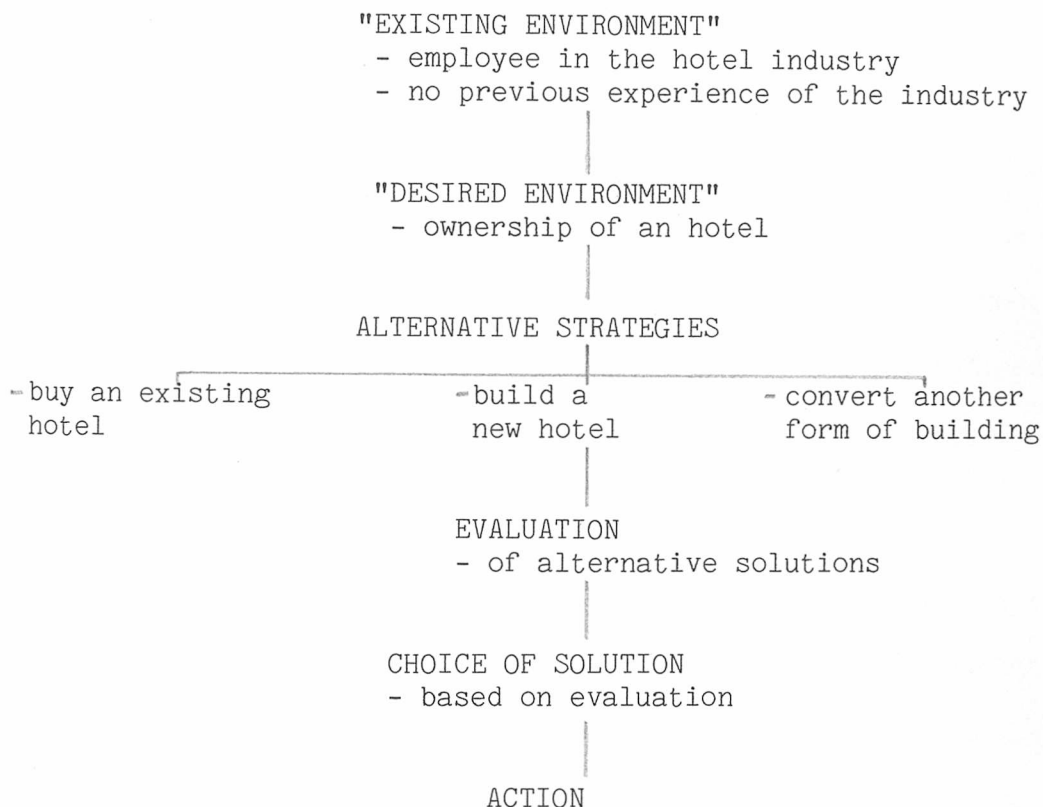 "EXISTING ENVIRONMENT"
- employee in the hotel industry
- no previous experience of the industry
"DESIRED ENVIRONMENT"
- ownership of an hotel
ALTERNATIVE STRATEGIES
- buy an existing
hotel
- build a
new hotel
- convert another
form of building
EVALUATION
- of alternative solutions
CHOICE OF SOLUTION
- based on evaluation
ACTION